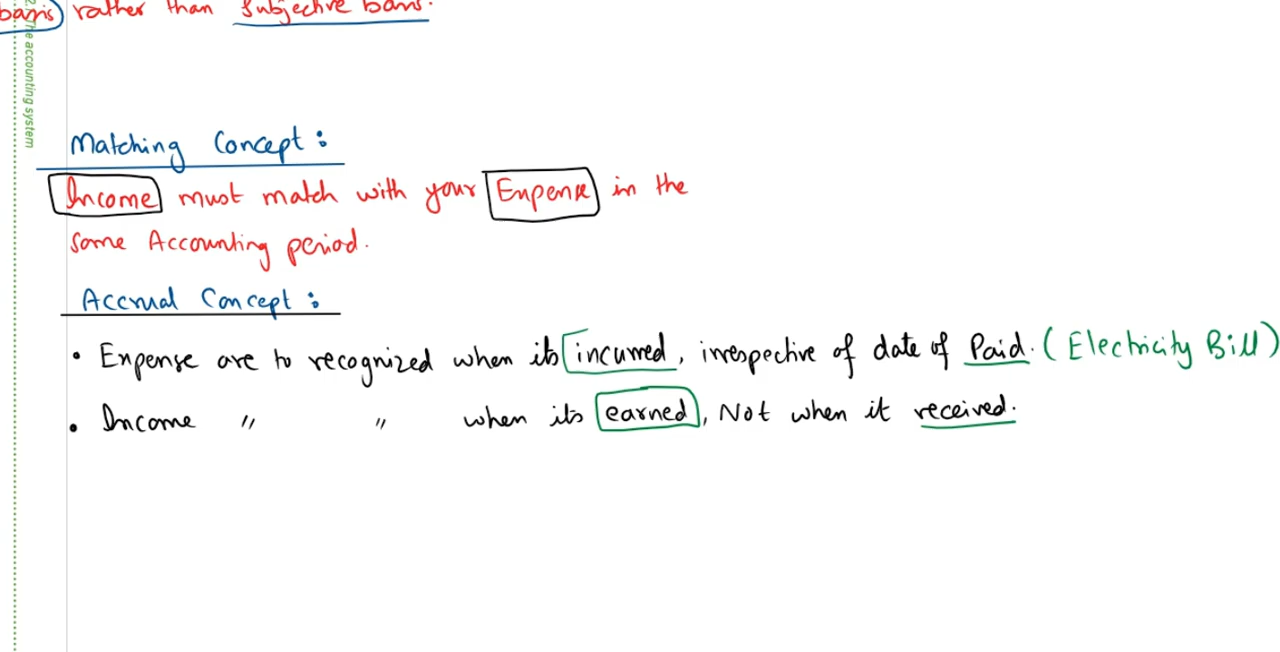 basis rather than subjective basis.
2. The accounting system
Matching Concept:
Income must match with your Expense in the
same Accounting period.
Accrual Concept:
• Expense are to recognized when its incurred, irrespective of date of Paid. (Electricity Bill)
• Income " " when its earned, Not when it received.